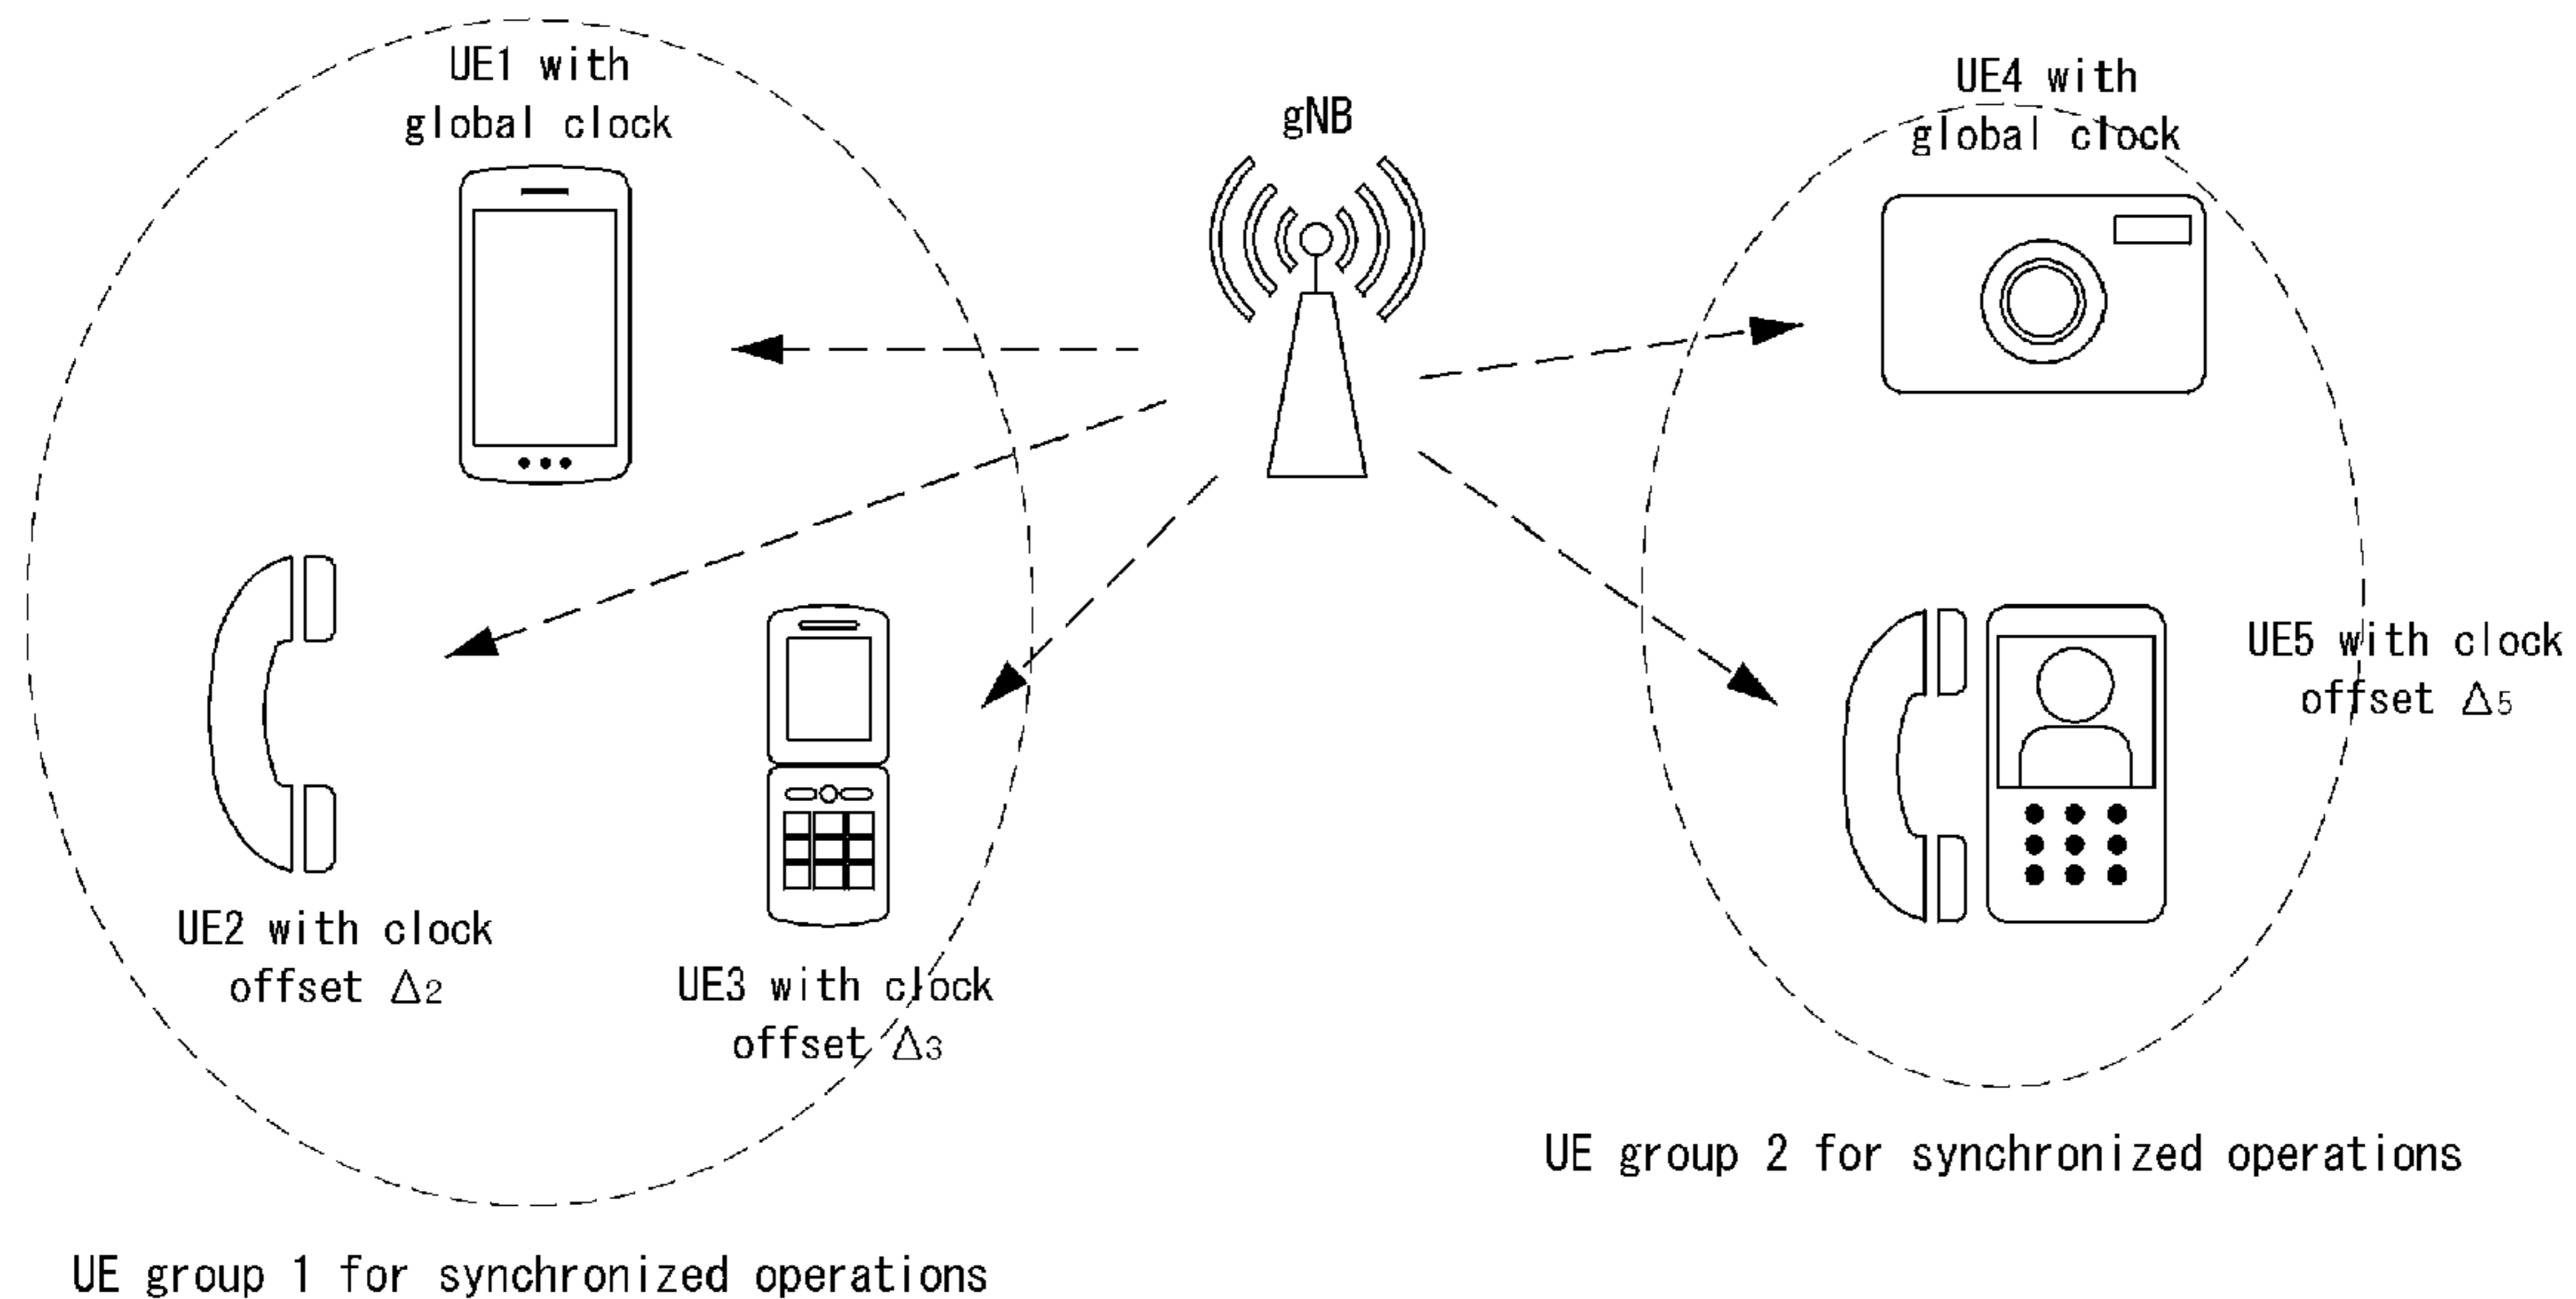 UE1 with
global clock
gNB
UE4 with
global clock
UE2 with clock
offset Δ2
UE3 with clock
offset Δ3
UE5 with clock
offset Δ5
UE group 2 for synchronized operations
UE group 1 for synchronized operations